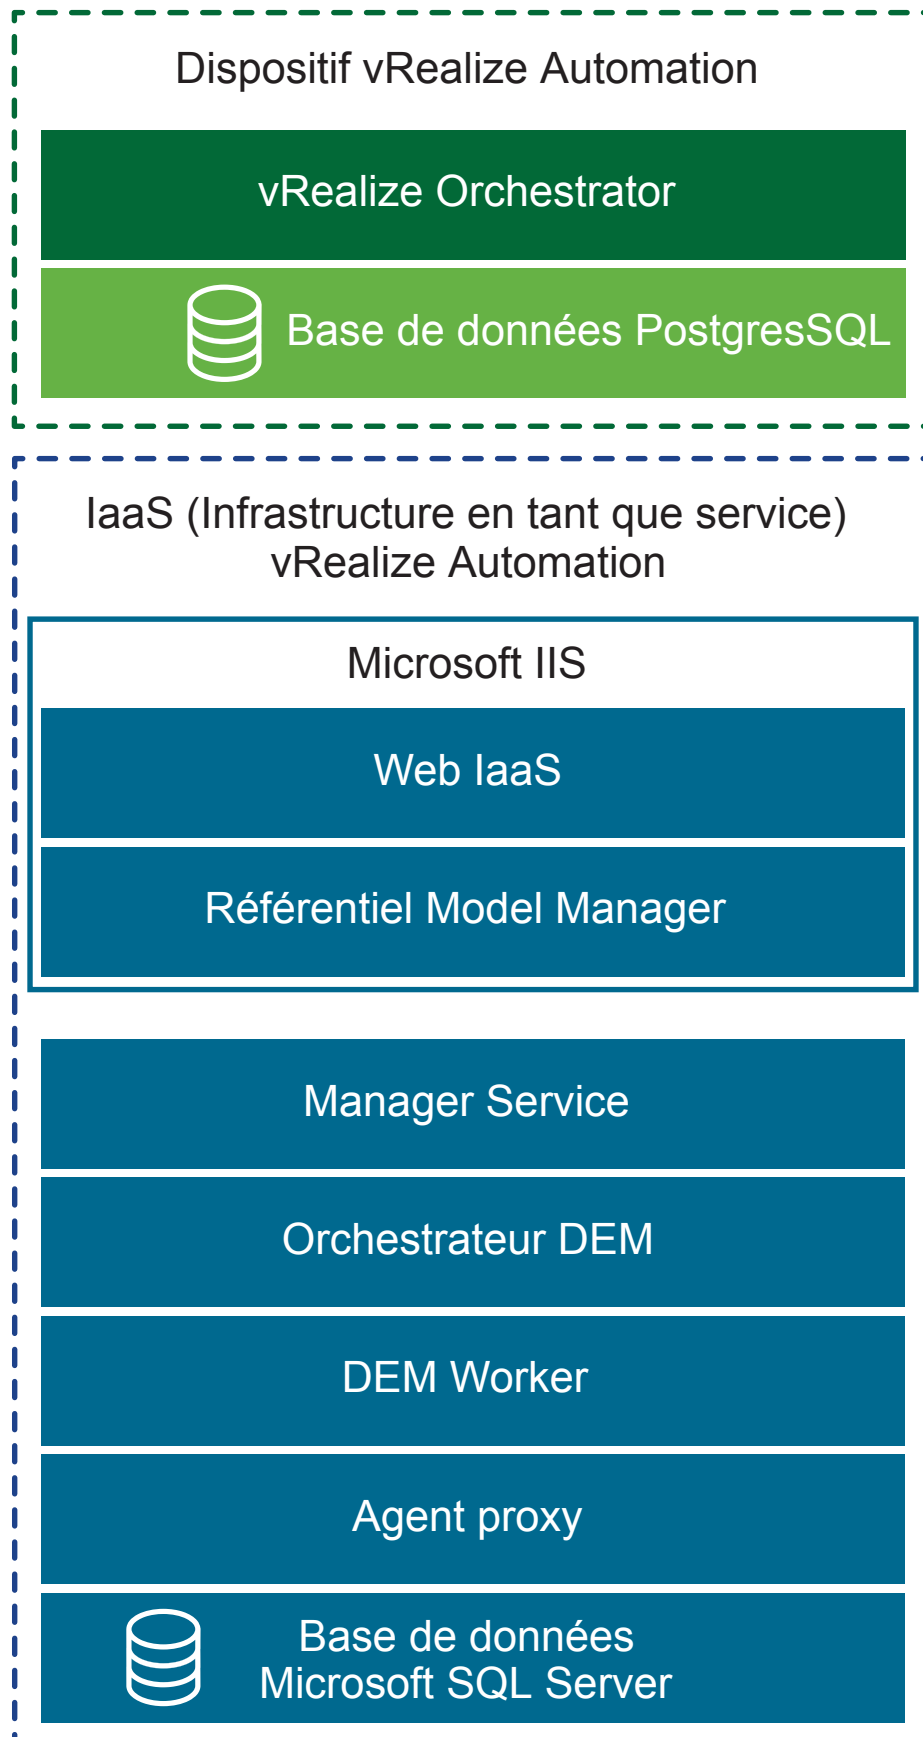 Dispositif vRealize Automation
vRealize Orchestrator
Base de données PostgresSQL
IaaS (Infrastructure en tant que service)
vRealize Automation
Microsoft IIS
Web IaaS
Référentiel Model Manager
Manager Service
Orchestrateur DEM
DEM Worker
Agent proxy
Base de données
Microsoft SQL Server